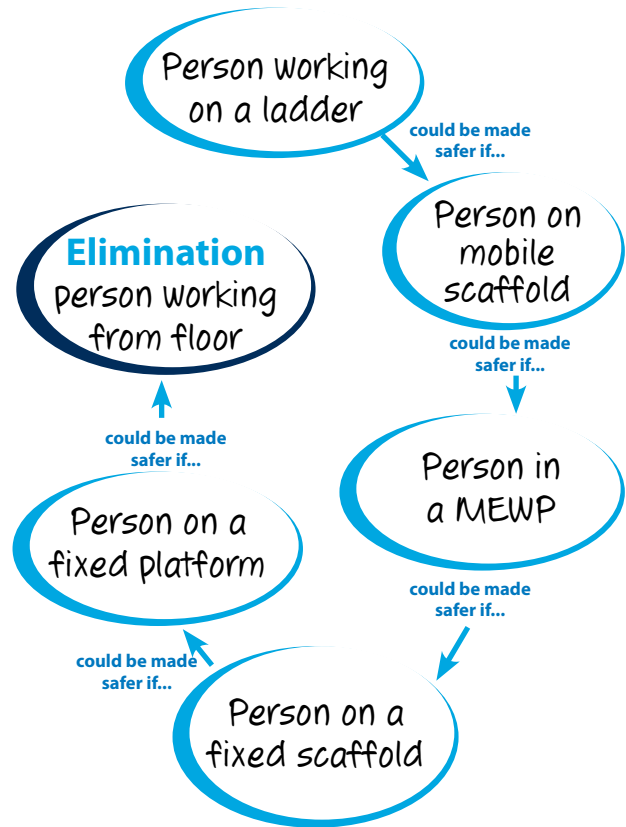 Person working
on a ladder
could be made
safer if...
Person on
mobile
scaffold
could be made
safer if...
Person in
a MEWP
could be made
safer if...
Person on a
fixed scaffold
could be made
safer if...
Person on a
fixed platform
could be made
safer if...
Elimination
person working
from floor